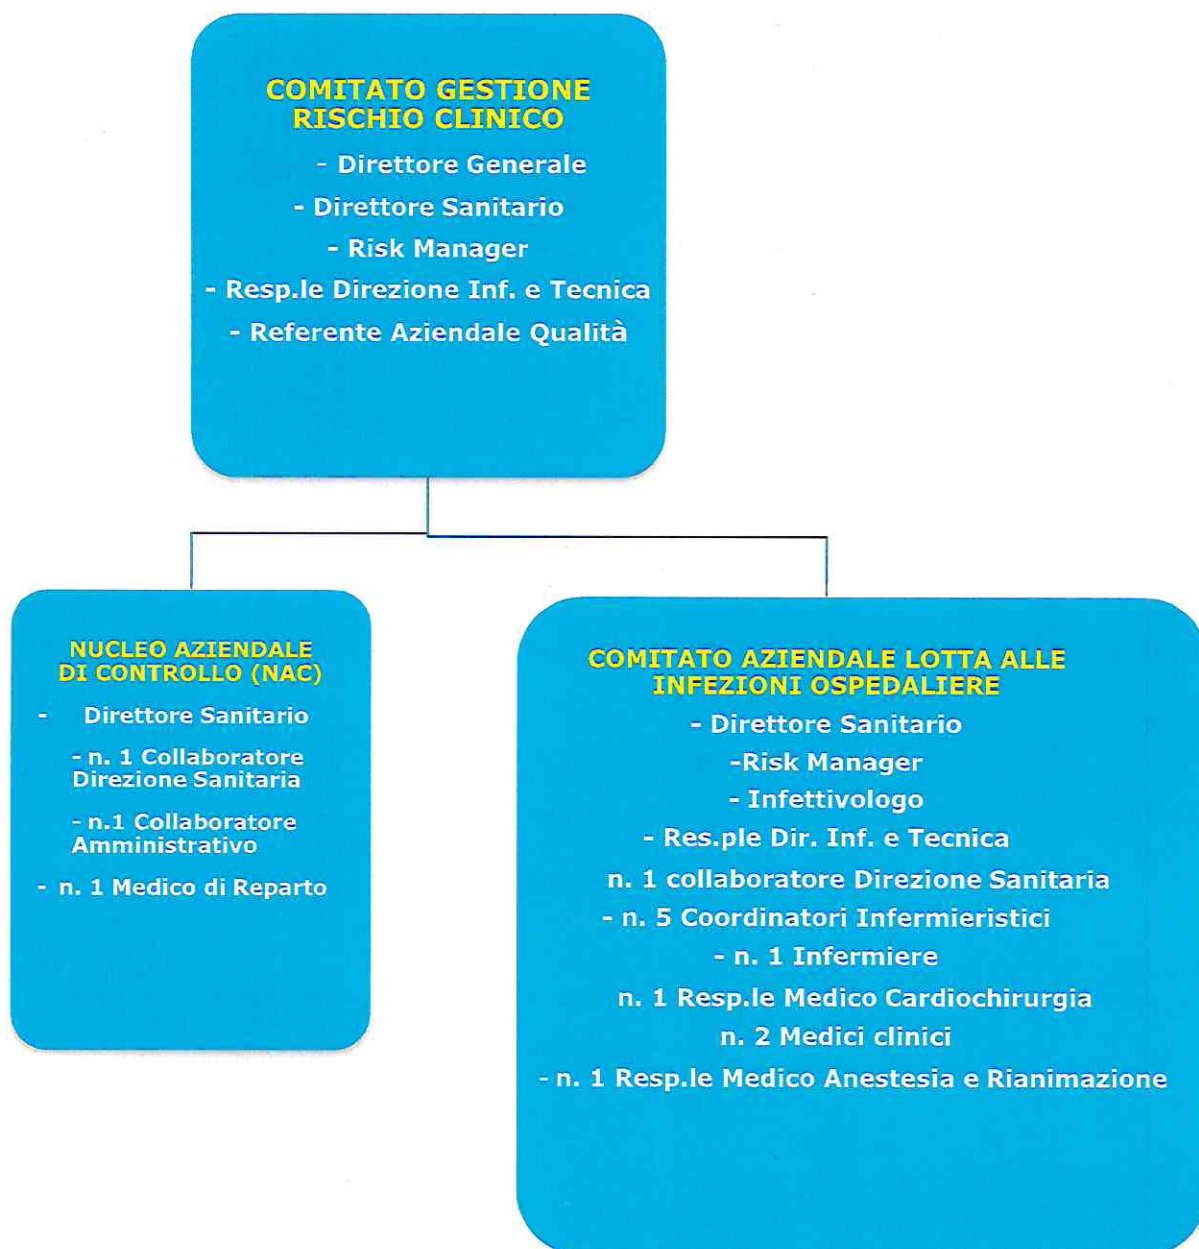 COMITATO GESTIONE
RISCHIO CLINICO
- Direttore Generale
- Direttore Sanitario
- Risk Manager
- Resp.le Direzione Inf. e Tecnica
- Referente Aziendale Qualità
NUCLEO AZIENDALE
DI CONTROLLO (NAC)
- Direttore Sanitario
- n. 1 Collaboratore
Direzione Sanitaria
- n.1 Collaboratore
Amministrativo
- n. 1 Medico di Reparto
COMITATO AZIENDALE LOTTA ALLE
INFEZIONI OSPEDALIERE
- Direttore Sanitario
-Risk Manager
- Infettivologo
- Res.ple Dir. Inf. e Tecnica
n. 1 collaboratore Direzione Sanitaria
- n. 5 Coordinatori Infermieristici
- n. 1 Infermiere
n. 1 Resp.le Medico Cardiochirurgia
n. 2 Medici clinici
- n. 1 Resp.le Medico Anestesia e Rianimazione